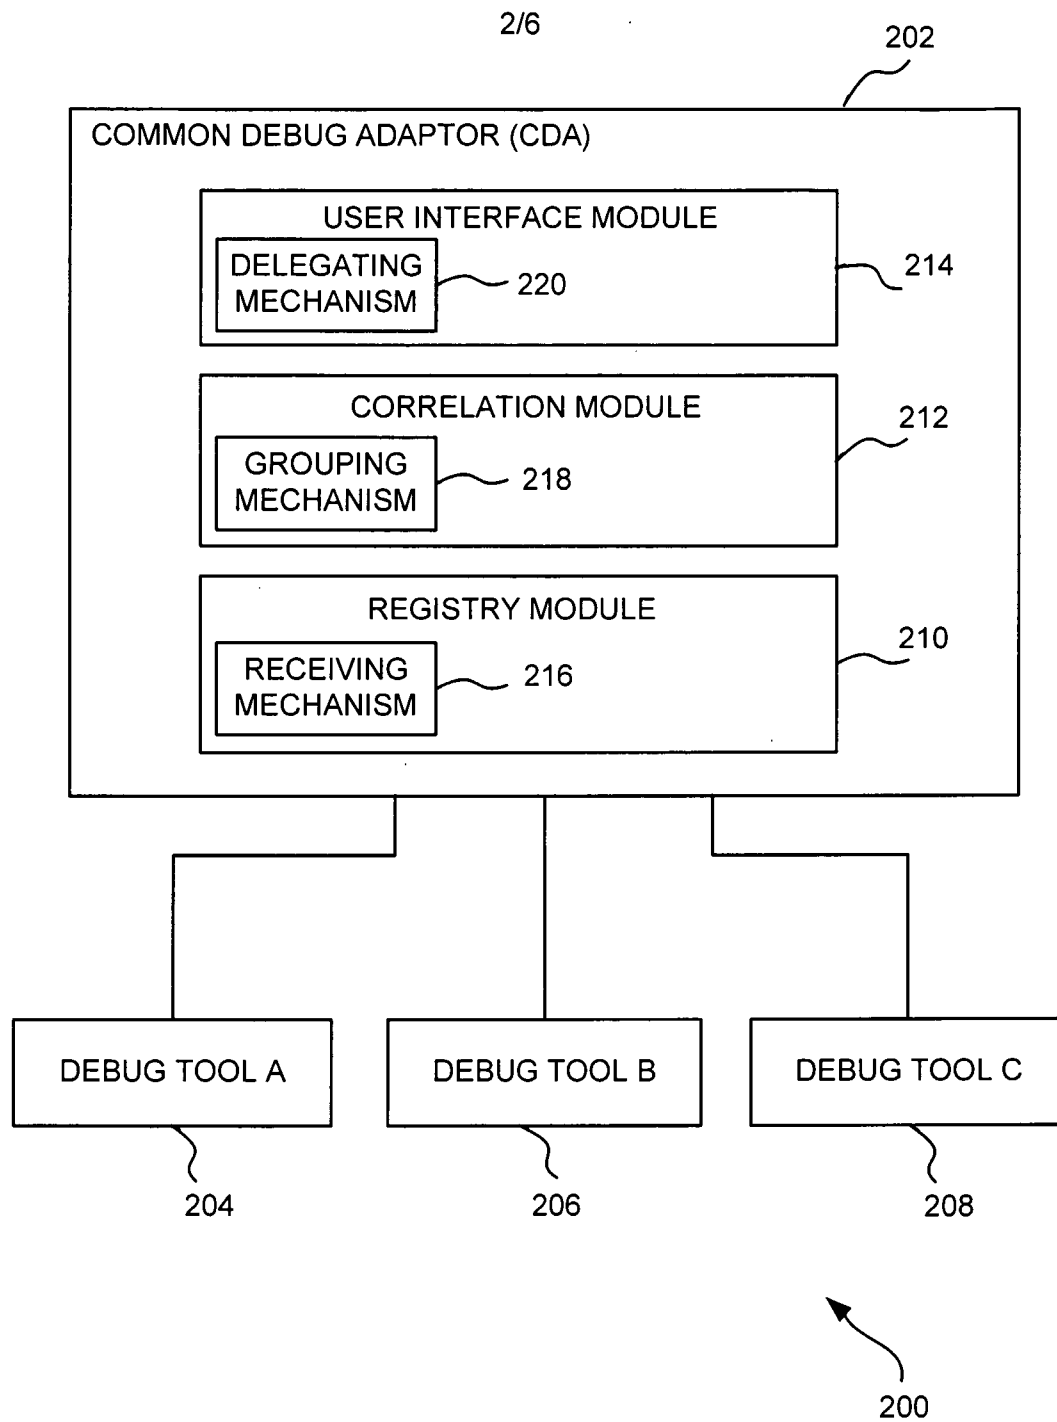 2/6
202
COMMON DEBUG ADAPTOR (CDA)
USER INTERFACE MODULE
DELEGATING
MECHANISM
220
214
CORRELATION MODULE
GROUPING
MECHANISM
218
212
REGISTRY MODULE
RECEIVING
MECHANISM
216
210
DEBUG TOOL A
DEBUG TOOL B
DEBUG TOOL C
204
206
208
200